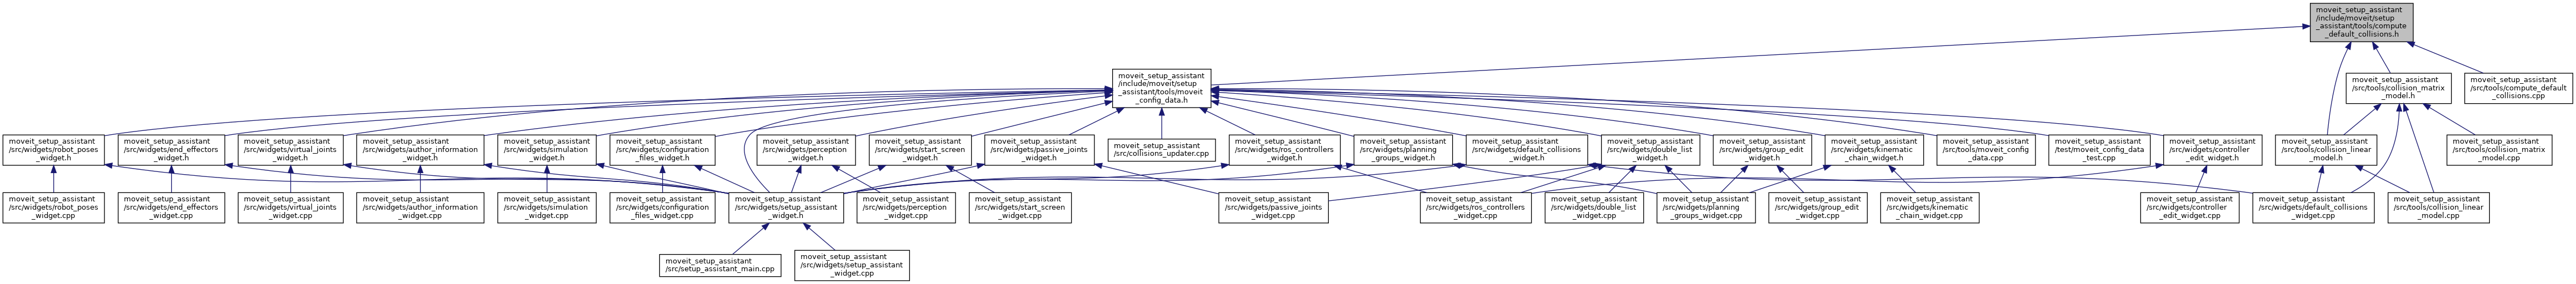 moveit_setup_assistant
/include/moveit/setup
_assistant/tools/compute
_default_collisions.h
moveit_setup_assistant
/include/moveit/setup
_assistant/tools/moveit
_config_data.h
moveit_setup_assistant
/src/tools/collision_matrix
_model.h
moveit_setup_assistant
/src/tools/compute_default
_collisions.cpp
moveit_setup_assistant
/src/widgets/robot_poses
_widget.h
moveit_setup_assistant
/src/widgets/end_effectors
_widget.h
moveit_setup_assistant
/src/widgets/virtual_joints
_widget.h
moveit_setup_assistant
/src/widgets/author_information
_widget.h
moveit_setup_assistant
/src/widgets/simulation
_widget.h
moveit_setup_assistant
/src/widgets/configuration
_files_widget.h
moveit_setup_assistant
/src/widgets/perception
_widget.h
moveit_setup_assistant
/src/widgets/start_screen
_widget.h
moveit_setup_assistant
/src/widgets/passive_joints
_widget.h
moveit_setup_assistant
/src/collisions_updater.cpp
moveit_setup_assistant
/src/widgets/ros_controllers
_widget.h
moveit_setup_assistant
/src/widgets/planning
_groups_widget.h
moveit_setup_assistant
/src/widgets/default_collisions
_widget.h
moveit_setup_assistant
/src/widgets/double_list
_widget.h
moveit_setup_assistant
/src/widgets/group_edit
_widget.h
moveit_setup_assistant
/src/widgets/kinematic
_chain_widget.h
moveit_setup_assistant
/src/tools/moveit_config
_data.cpp
moveit_setup_assistant
/test/moveit_config_data
_test.cpp
moveit_setup_assistant
/src/widgets/controller
_edit_widget.h
moveit_setup_assistant
/src/tools/collision_linear
_model.h
moveit_setup_assistant
/src/tools/collision_matrix
_model.cpp
moveit_setup_assistant
/src/widgets/robot_poses
_widget.cpp
moveit_setup_assistant
/src/widgets/end_effectors
_widget.cpp
moveit_setup_assistant
/src/widgets/virtual_joints
_widget.cpp
moveit_setup_assistant
/src/widgets/author_information
_widget.cpp
moveit_setup_assistant
/src/widgets/simulation
_widget.cpp
moveit_setup_assistant
/src/widgets/configuration
_files_widget.cpp
moveit_setup_assistant
/src/widgets/setup_assistant
_widget.h
moveit_setup_assistant
/src/widgets/perception
_widget.cpp
moveit_setup_assistant
/src/widgets/start_screen
_widget.cpp
moveit_setup_assistant
/src/widgets/passive_joints
_widget.cpp
moveit_setup_assistant
/src/widgets/ros_controllers
_widget.cpp
moveit_setup_assistant
/src/widgets/double_list
_widget.cpp
moveit_setup_assistant
/src/widgets/planning
_groups_widget.cpp
moveit_setup_assistant
/src/widgets/group_edit
_widget.cpp
moveit_setup_assistant
/src/widgets/kinematic
_chain_widget.cpp
moveit_setup_assistant
/src/widgets/controller
_edit_widget.cpp
moveit_setup_assistant
/src/widgets/default_collisions
_widget.cpp
moveit_setup_assistant
/src/tools/collision_linear
_model.cpp
moveit_setup_assistant
/src/setup_assistant_main.cpp
moveit_setup_assistant
/src/widgets/setup_assistant
_widget.cpp